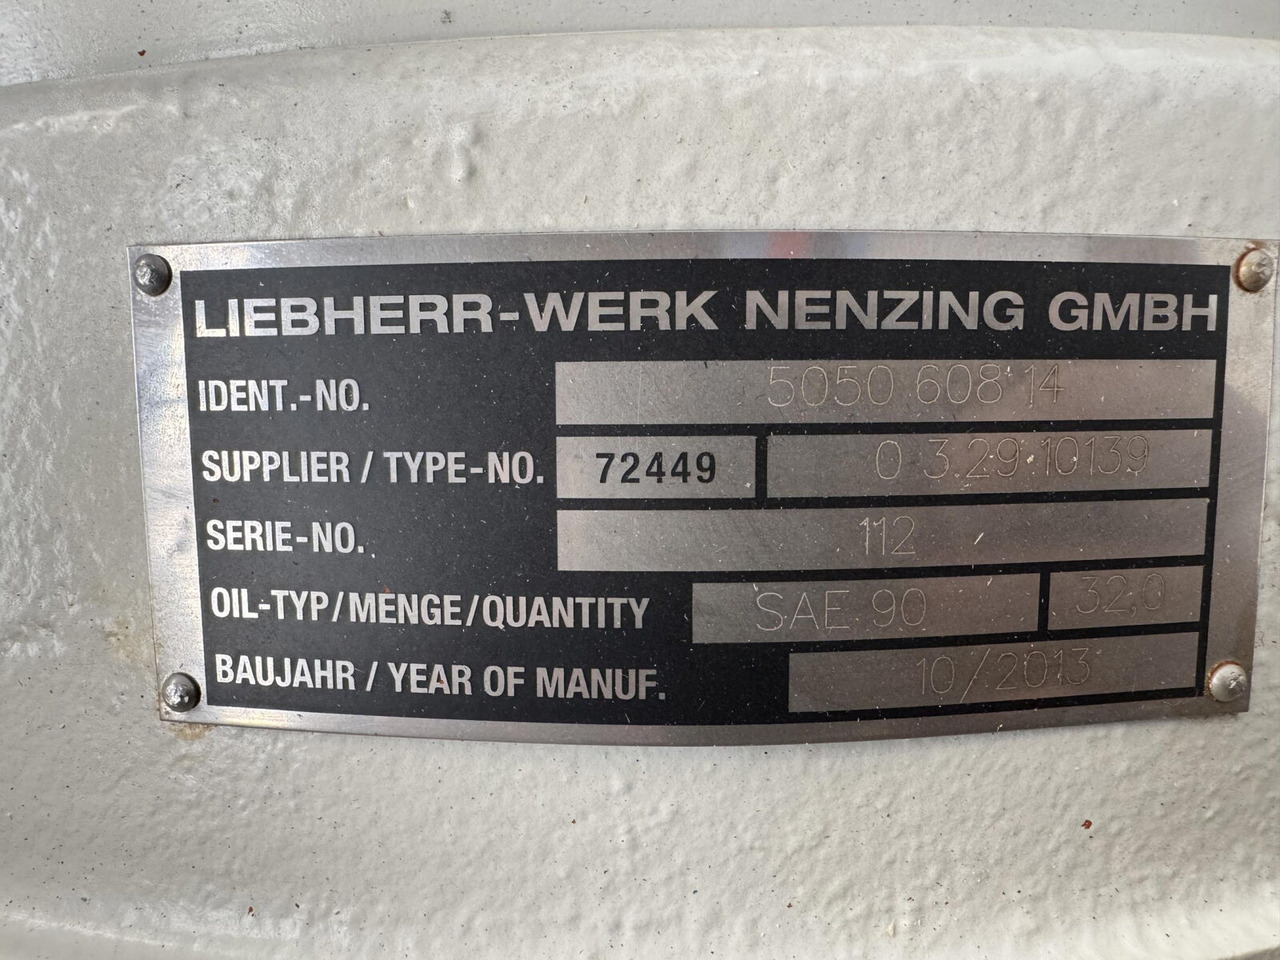 LIEBHERR-WERK NENZING GMBH
IDENT.-NO. 5050 608 14
SUPPLIER / TYPE-NO. 72449 0 3.29.10139
SERIE-NO. 112
OIL-TYP/MENGE/QUANTITY SAE 90 32,0
BAUJAHR / YEAR OF MANUF. 10/2013